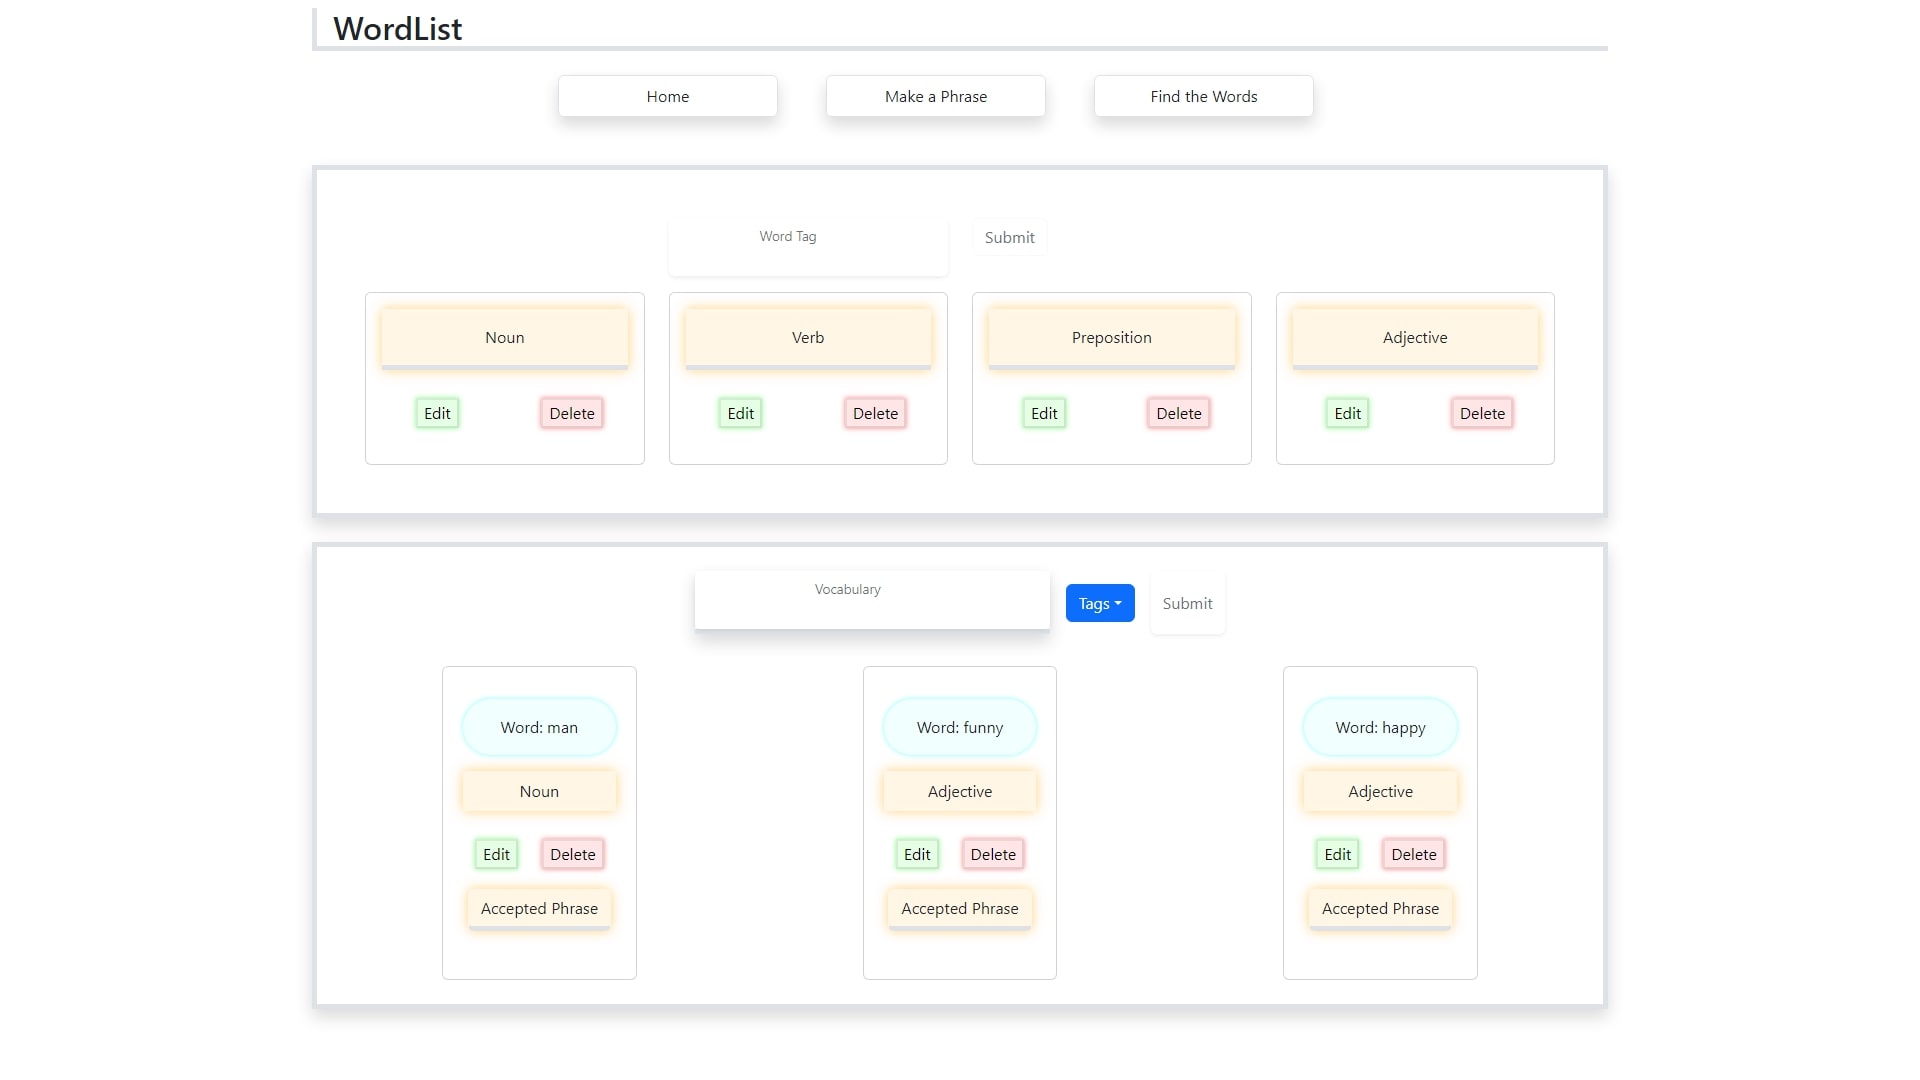 WordList
Home Make a Phrase Find the Words
Word Tag Submit
Noun Verb Preposition Adjective
Edit Delete Edit Delete Edit Delete Edit Delete
Vocabulary Tags Submit
Word: man Word: funny Word: happy
Noun Adjective Adjective
Edit Delete Edit Delete Edit Delete
Accepted Phrase Accepted Phrase Accepted Phrase